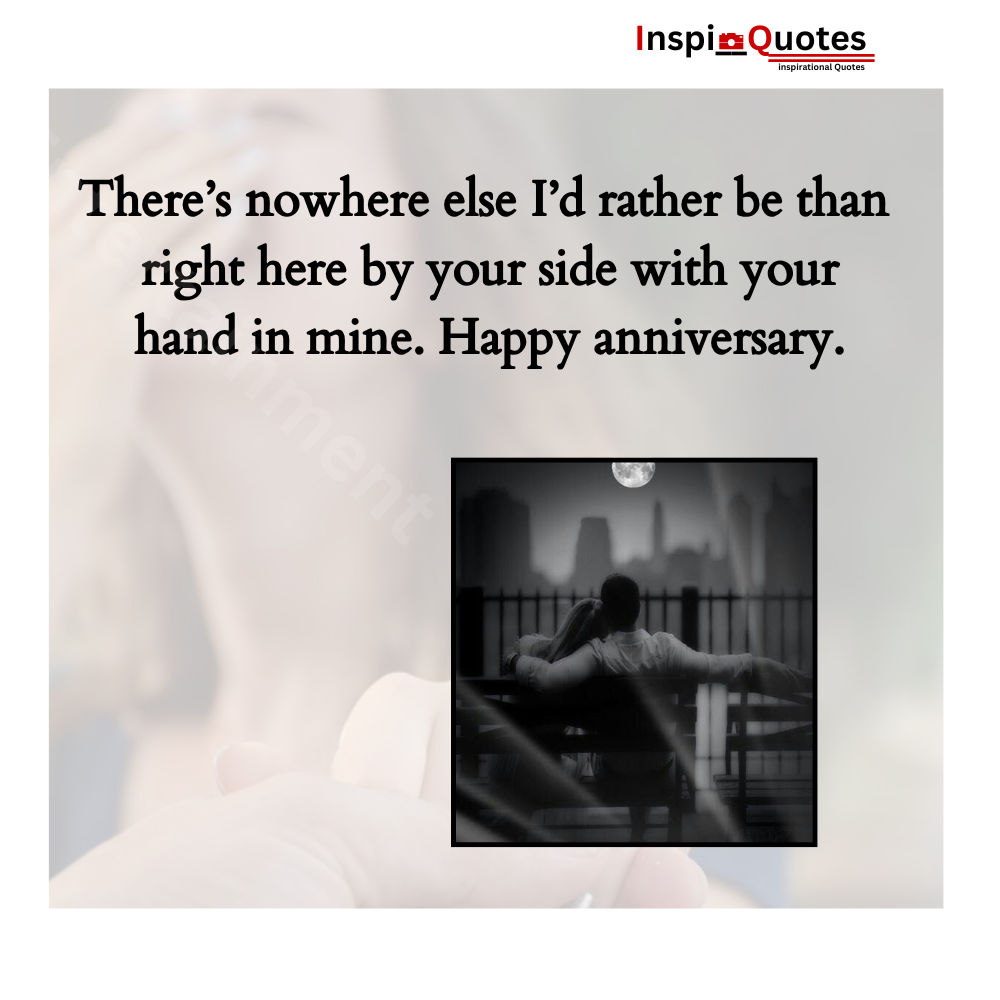 Inspi Quotes
inspirational Quotes
There's nowhere else I'd rather be than
right here by your side with your
hand in mine. Happy anniversary.